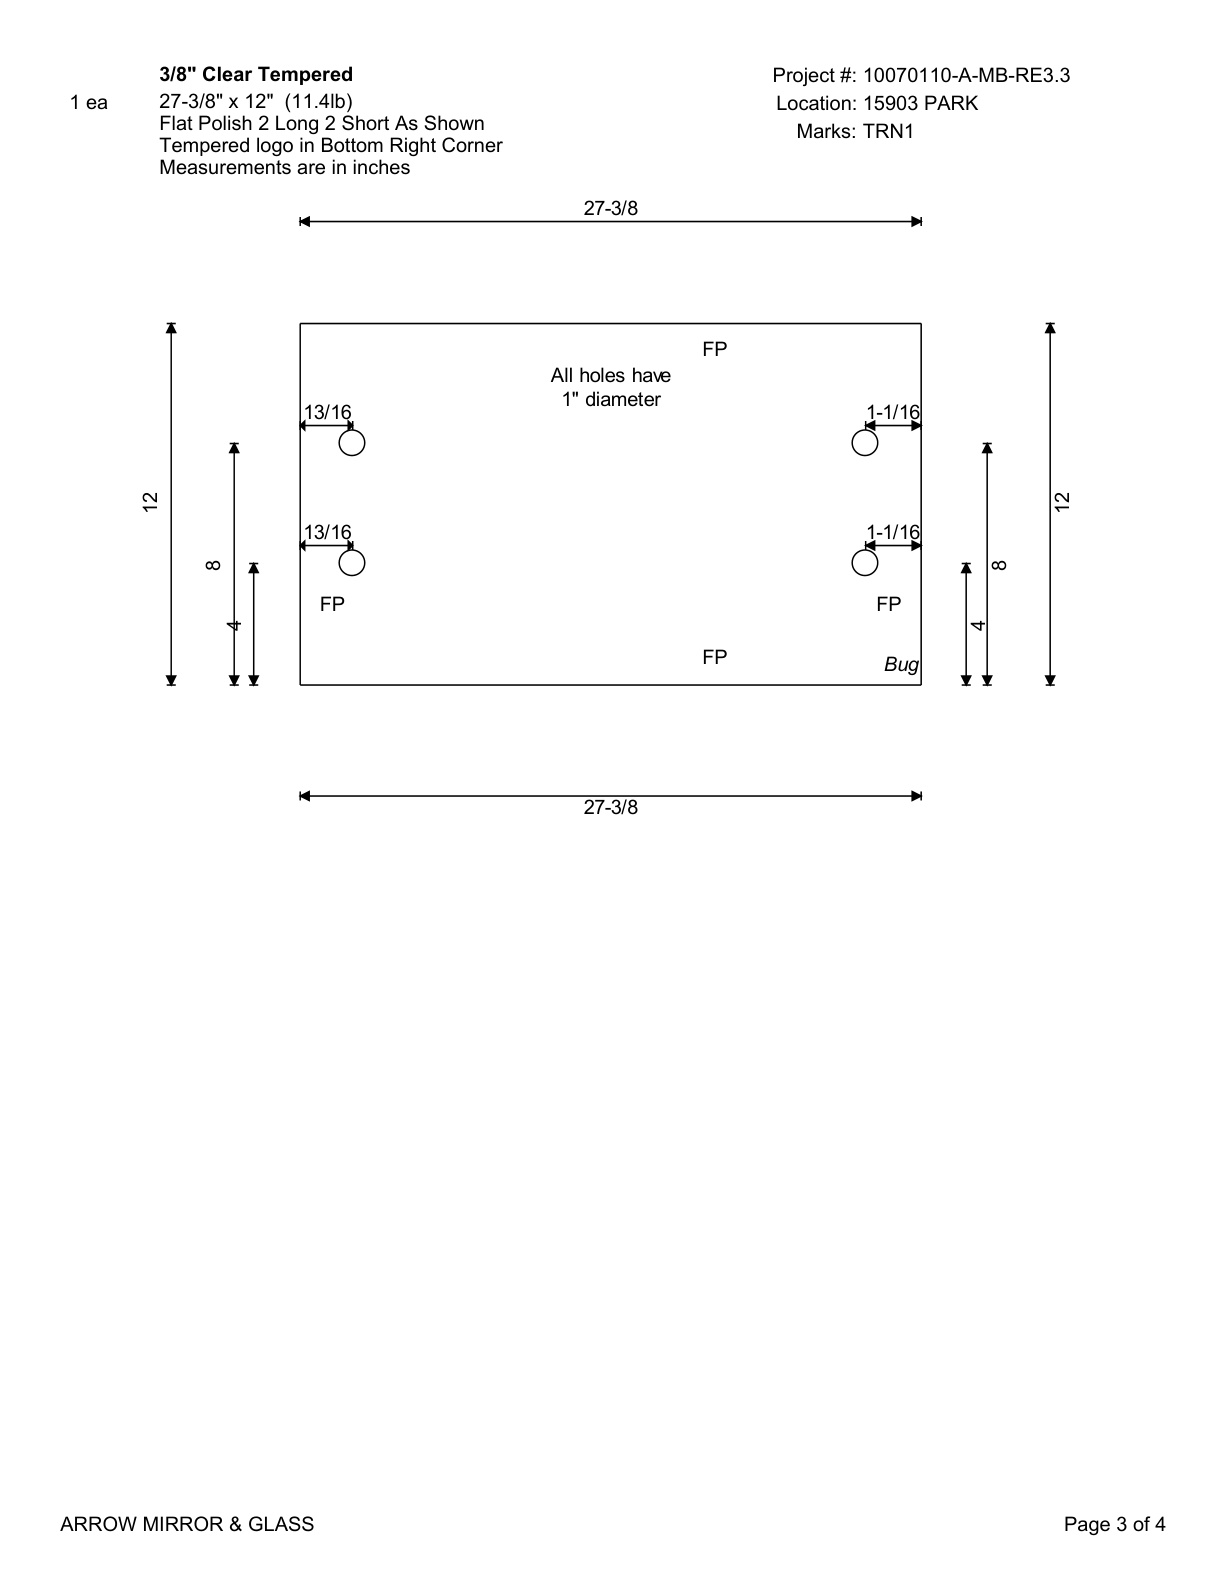 3/8" Clear Tempered
1 ea
27-3/8" x 12"  (11.4lb)
Flat Polish 2 Long 2 Short As Shown
Tempered logo in Bottom Right Corner
Measurements are in inches
Project #: 10070110-A-MB-RE3.3
Location: 15903 PARK
Marks: TRN1
27-3/8
FP
All holes have
1" diameter
13/16
1-1/16
12
8
13/16
1-1/16
12
8
4
FP
FP
4
FP
Bug
27-3/8
ARROW MIRROR & GLASS
Page 3 of 4